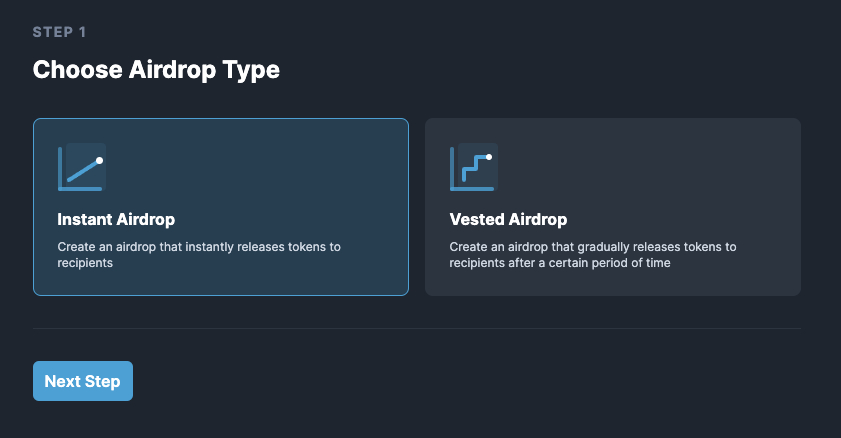 STEP 1
Choose Airdrop Type
Instant Airdrop
Create an airdrop that instantly releases tokens to
recipients
Vested Airdrop
Create an airdrop that gradually releases tokens to
recipients after a certain period of time
Next Step